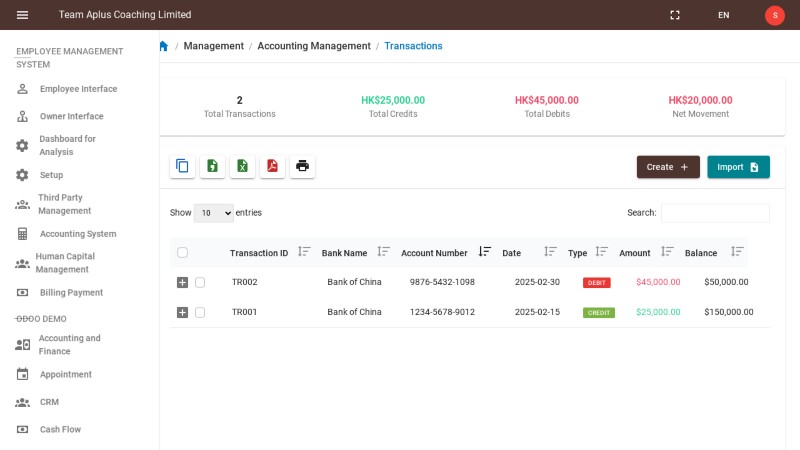 Team Aplus Coaching Limited
EN
S
EMPLOYEE MANAGEMENT
SYSTEM
Employee Interface
Owner Interface
Dashboard for
Analysis
Setup
Third Party
Management
Accounting System
Human Capital
Management
Billing Payment
ODOO DEMO
Accounting and
Finance
Appointment
CRM
Cash Flow
/ Management / Accounting Management / Transactions
2
Total Transactions
HK$25,000.00
Total Credits
HK$45,000.00
Total Debits
HK$20,000.00
Net Movement
Create +
Import
Show 10 entries
Search:
Transaction ID Bank Name Account Number Date Type Amount Balance
TR002 Bank of China 9876-5432-1098 2025-02-30 DEBIT $45,000.00 $50,000.00
TR001 Bank of China 1234-5678-9012 2025-02-15 CREDIT $25,000.00 $150,000.00